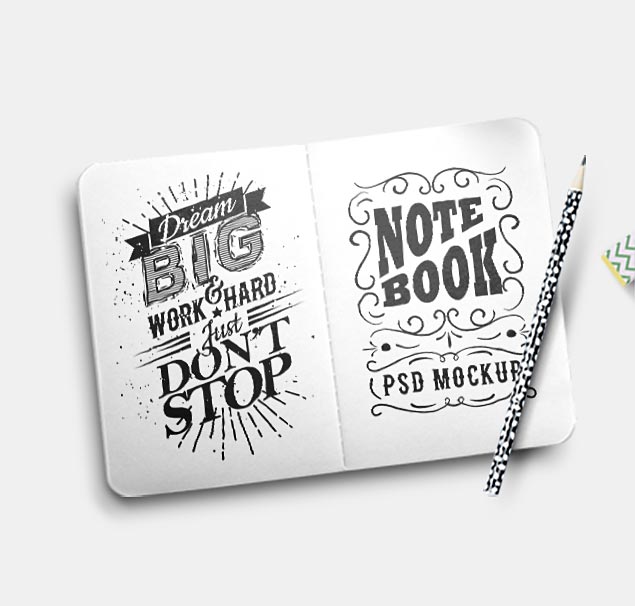 Dream
BIG
&
WORK HARD
Just
DON'T
STOP
NOTE
BOOK
PSD MOCKUP